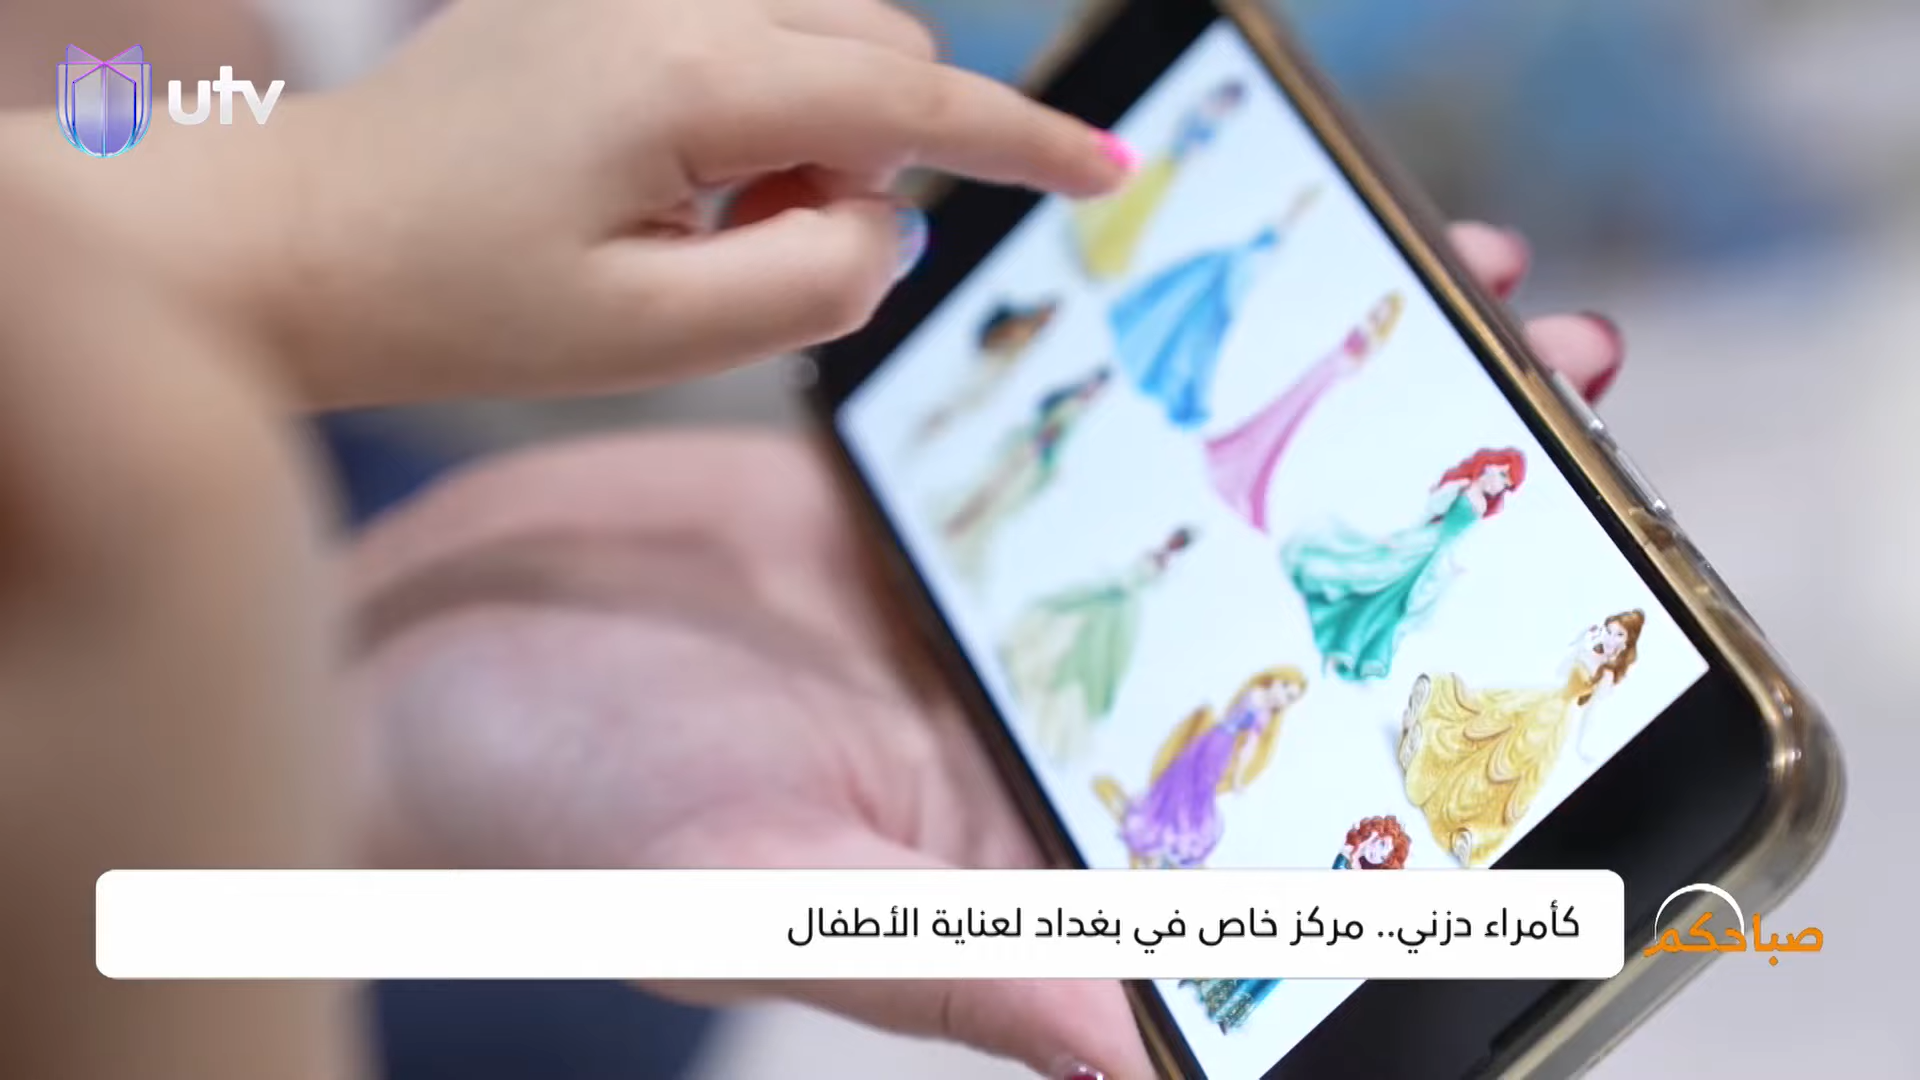 utv
كأمراء دزني.. مركز خاص في بغداد لعناية الأطفال
صباحكم